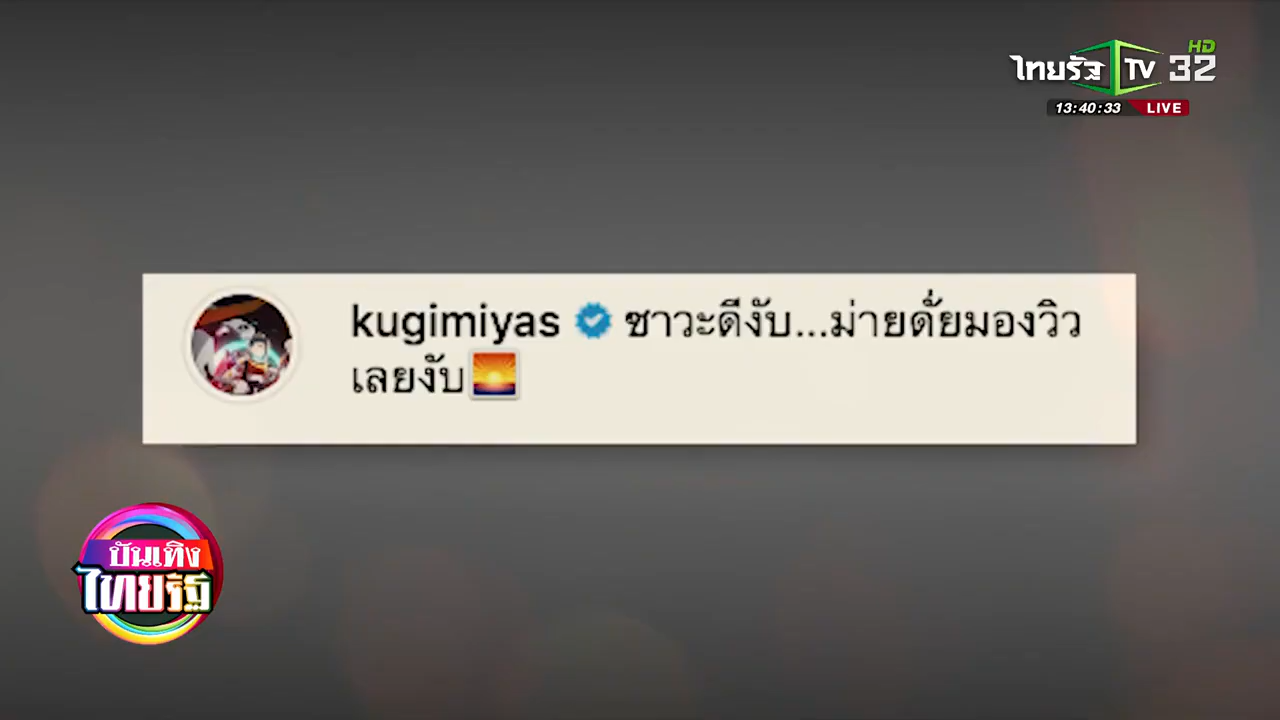 HD
ไทยรัฐ TV 32
13:40:33 LIVE
kugimiyas ซาวะดีงับ...ม่ายดั่ยมองวิว
เลยงับ
บันเทิง
ไทยรัฐ